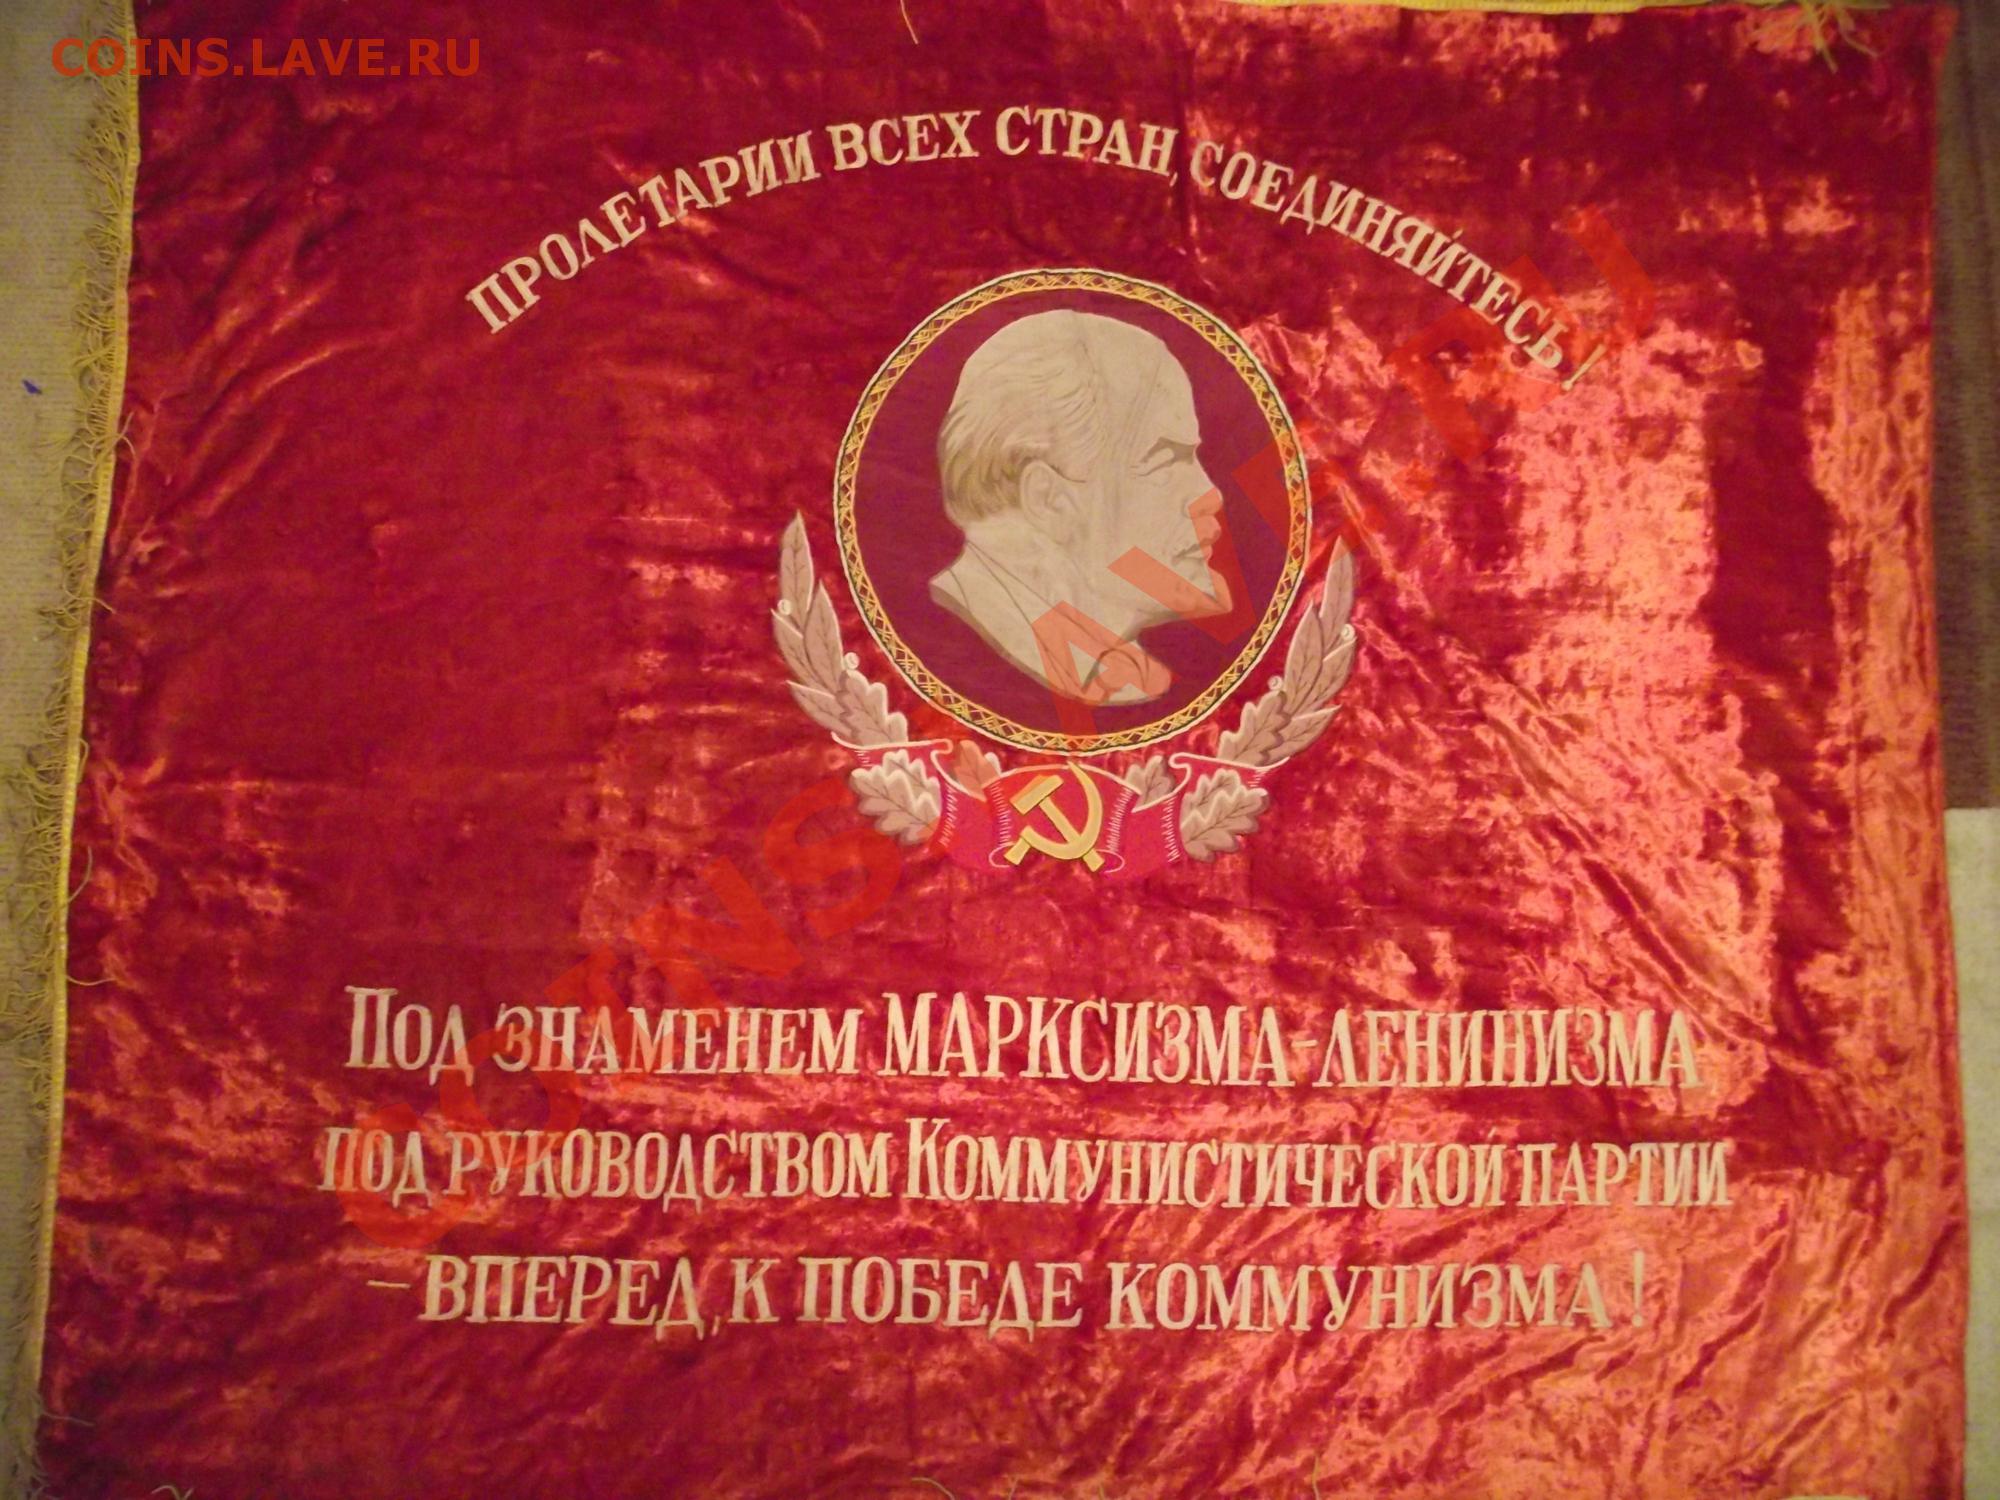 COINS.LAVE.RU
ПРОЛЕТАРИИ ВСЕХ СТРАН, СОЕДИНЯЙТЕСЬ!
COINS.LAVE.RU
Под знаменем МАРКСИЗМА-ЛЕНИНИЗМА,
под руководством Коммунистической партии
– ВПЕРЕД, К ПОБЕДЕ КОММУНИЗМА!